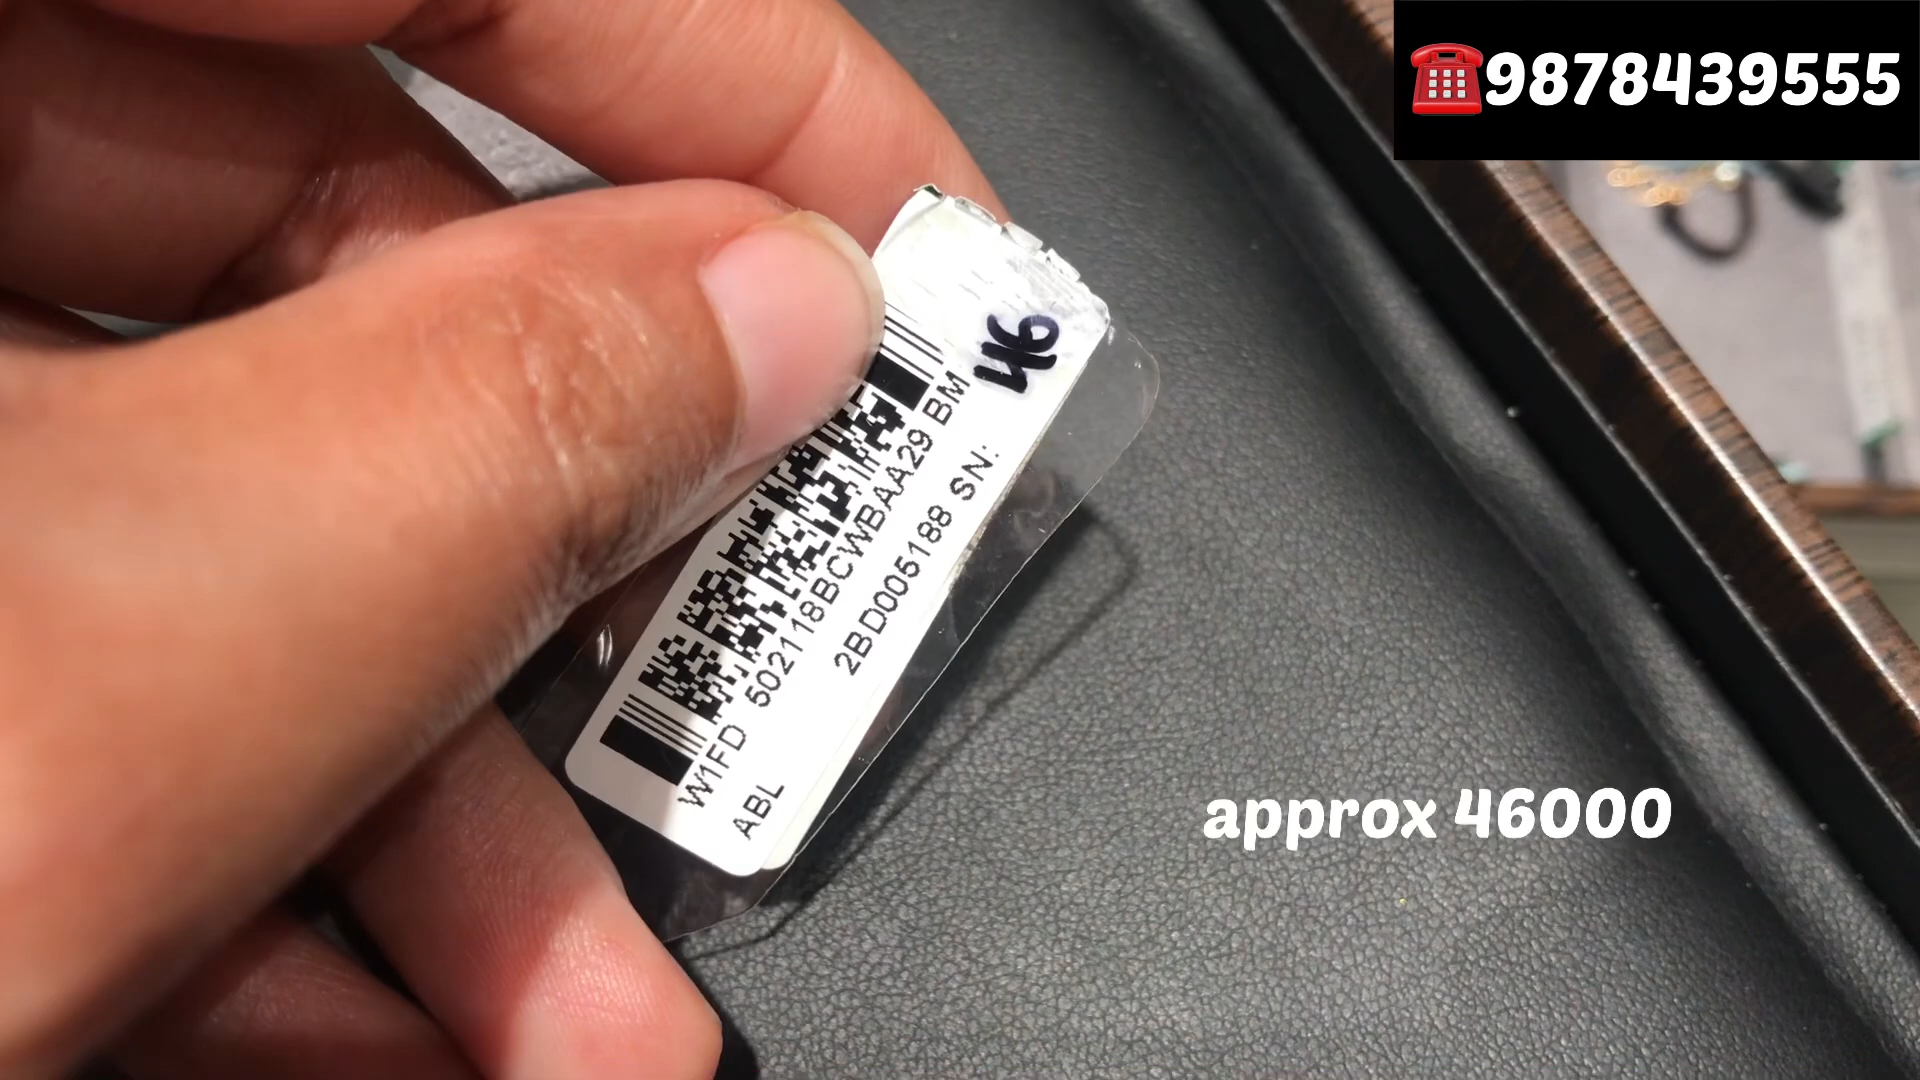 ☎️9878439555
46
W1FD 502118BCWBAA29 BM
2BD005188 SN:
ABL
approx 46000